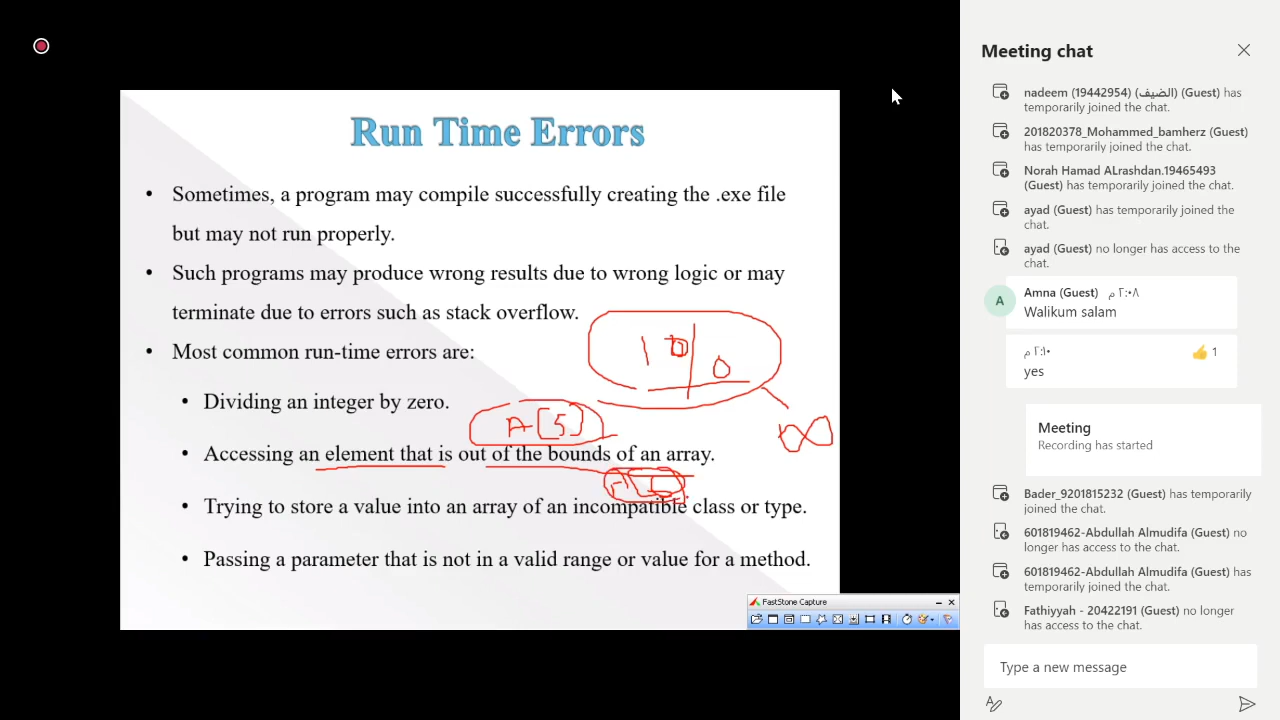 Run Time Errors
• Sometimes, a program may compile successfully creating the .exe file
but may not run properly.
• Such programs may produce wrong results due to wrong logic or may
terminate due to errors such as stack overflow.
• Most common run-time errors are:
10 0
• Dividing an integer by zero.
A[5]
∞
• Accessing an element that is out of the bounds of an array.
• Trying to store a value into an array of an incompatible class or type.
• Passing a parameter that is not in a valid range or value for a method.
FastStone Capture
Meeting chat
nadeem (19442954) (الضيف) (Guest) has
temporarily joined the chat.
201820378_Mohammed_bamherz (Guest)
has temporarily joined the chat.
Norah Hamad ALrashdan.19465493
(Guest) has temporarily joined the chat.
ayad (Guest) has temporarily joined the
chat.
ayad (Guest) no longer has access to the
chat.
A
Amna (Guest) ٢:٠٨ م
Walikum salam
٢:١٠ م 👍 1
yes
Meeting
Recording has started
Bader_9201815232 (Guest) has temporarily
joined the chat.
601819462-Abdullah Almudifa (Guest) no
longer has access to the chat.
601819462-Abdullah Almudifa (Guest) has
temporarily joined the chat.
Fathiyyah - 20422191 (Guest) no longer
has access to the chat.
Type a new message